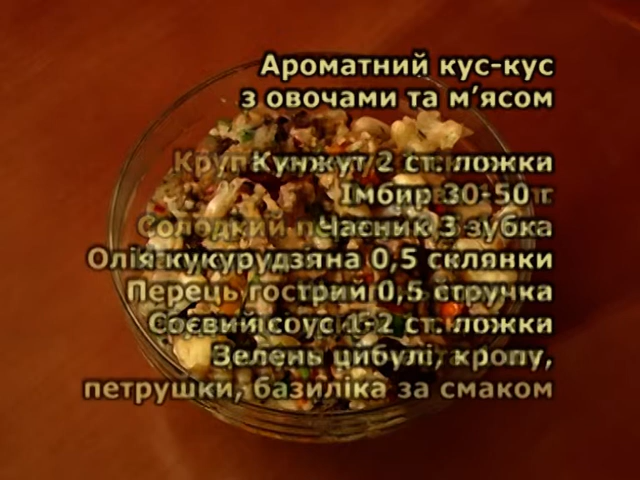 Ароматний кус-кус
з овочами та м’ясом
Кунжут 2 ст. ложки
Імбир 30-50 г
Часник 3 зубка
Олія кукурудзяна 0,5 склянки
Перець гострий 0,5 стручка
Соєвий соус 1-2 ст. ложки
Зелень цибулі, кропу,
петрушки, базиліка за смаком